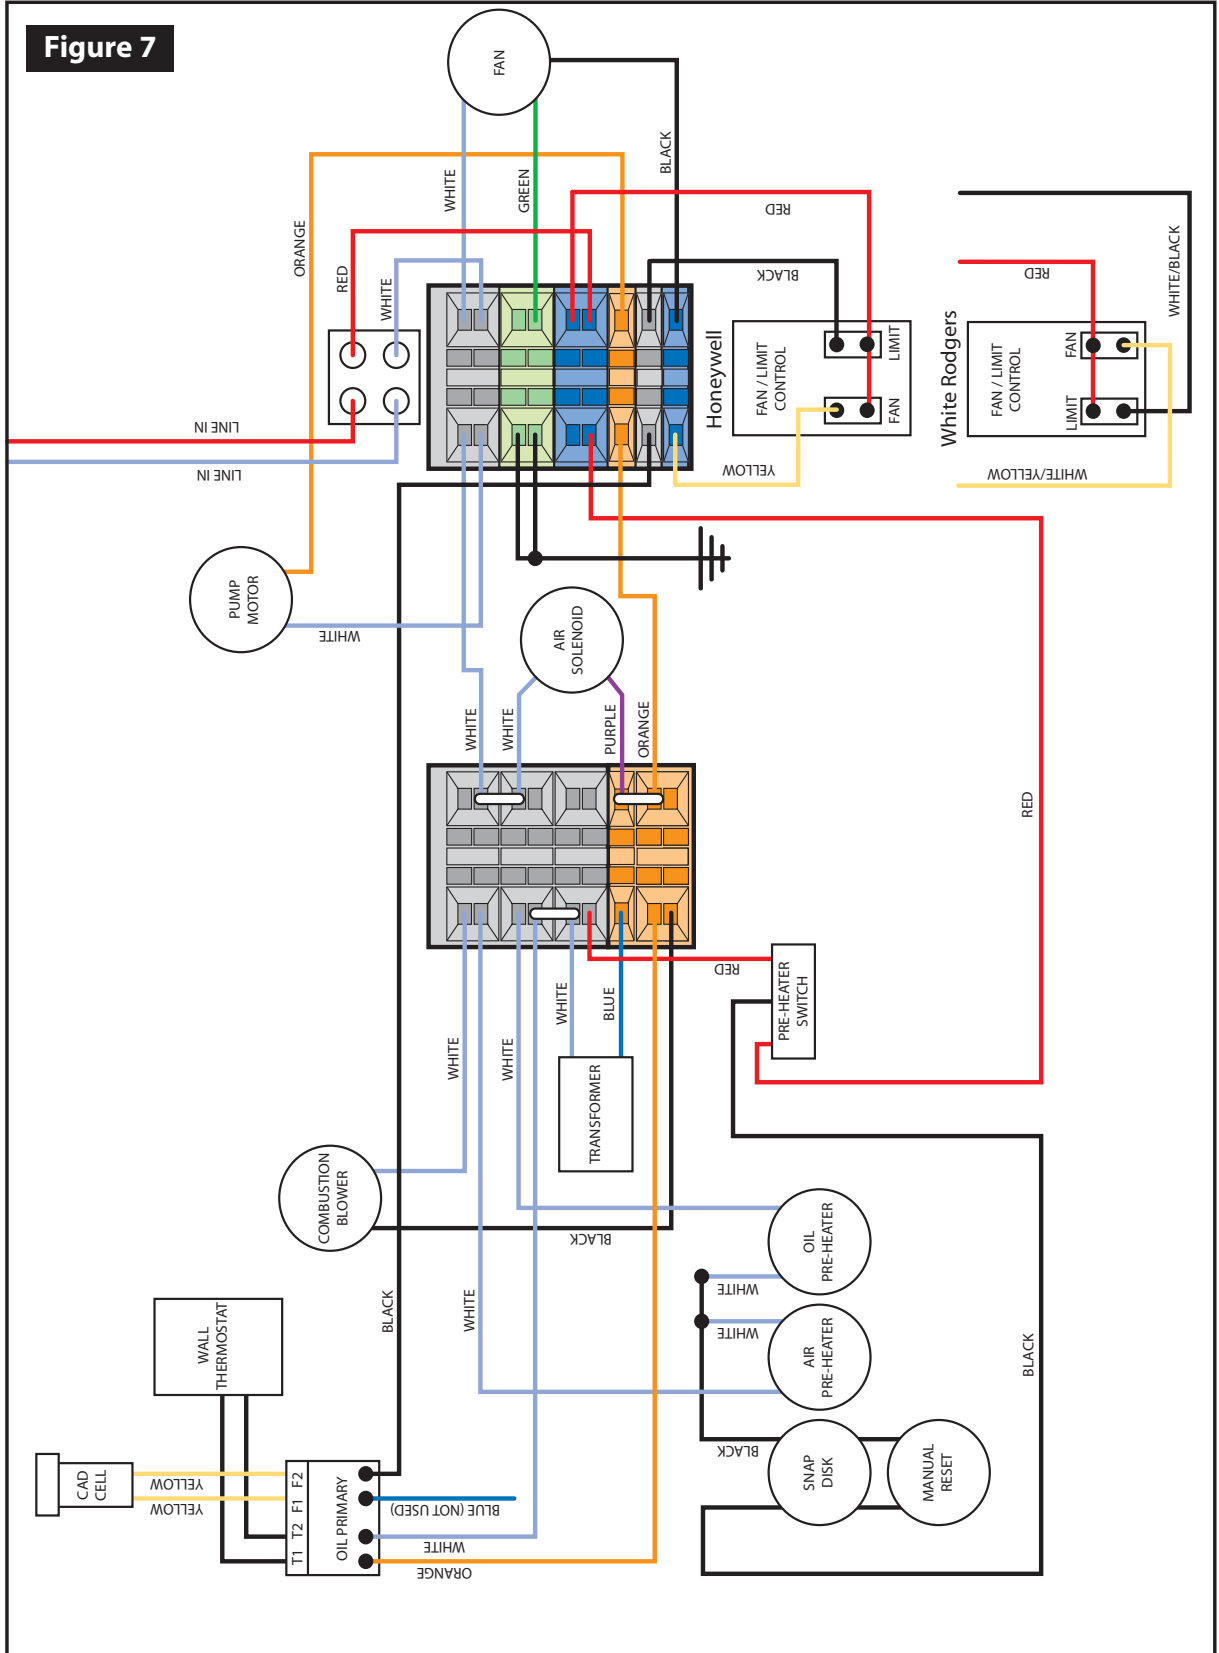 Figure 7
FAN
WHITE
GREEN
BLACK
ORANGE
RED
WHITE
RED
BLACK
RED
WHITE/BLACK
Honeywell
FAN / LIMIT
CONTROL
LIMIT
FAN
White Rodgers
FAN / LIMIT
CONTROL
FAN
LIMIT
LINE IN
LINE IN
YELLOW
WHITE/YELLOW
PUMP
MOTOR
WHITE
AIR
SOLENOID
WHITE
WHITE
PURPLE
ORANGE
RED
RED
PRE-HEATER
SWITCH
WHITE
BLUE
WHITE
WHITE
TRANSFORMER
COMBUSTION
BLOWER
BLACK
OIL
PRE-HEATER
WHITE
WHITE
AIR
PRE-HEATER
BLACK
WHITE
BLACK
WALL
THERMOSTAT
CAD
CELL
YELLOW
YELLOW
T1
T2
F1
F2
OIL PRIMARY
BLUE (NOT USED)
WHITE
ORANGE
BLACK
SNAP
DISK
MANUAL
RESET